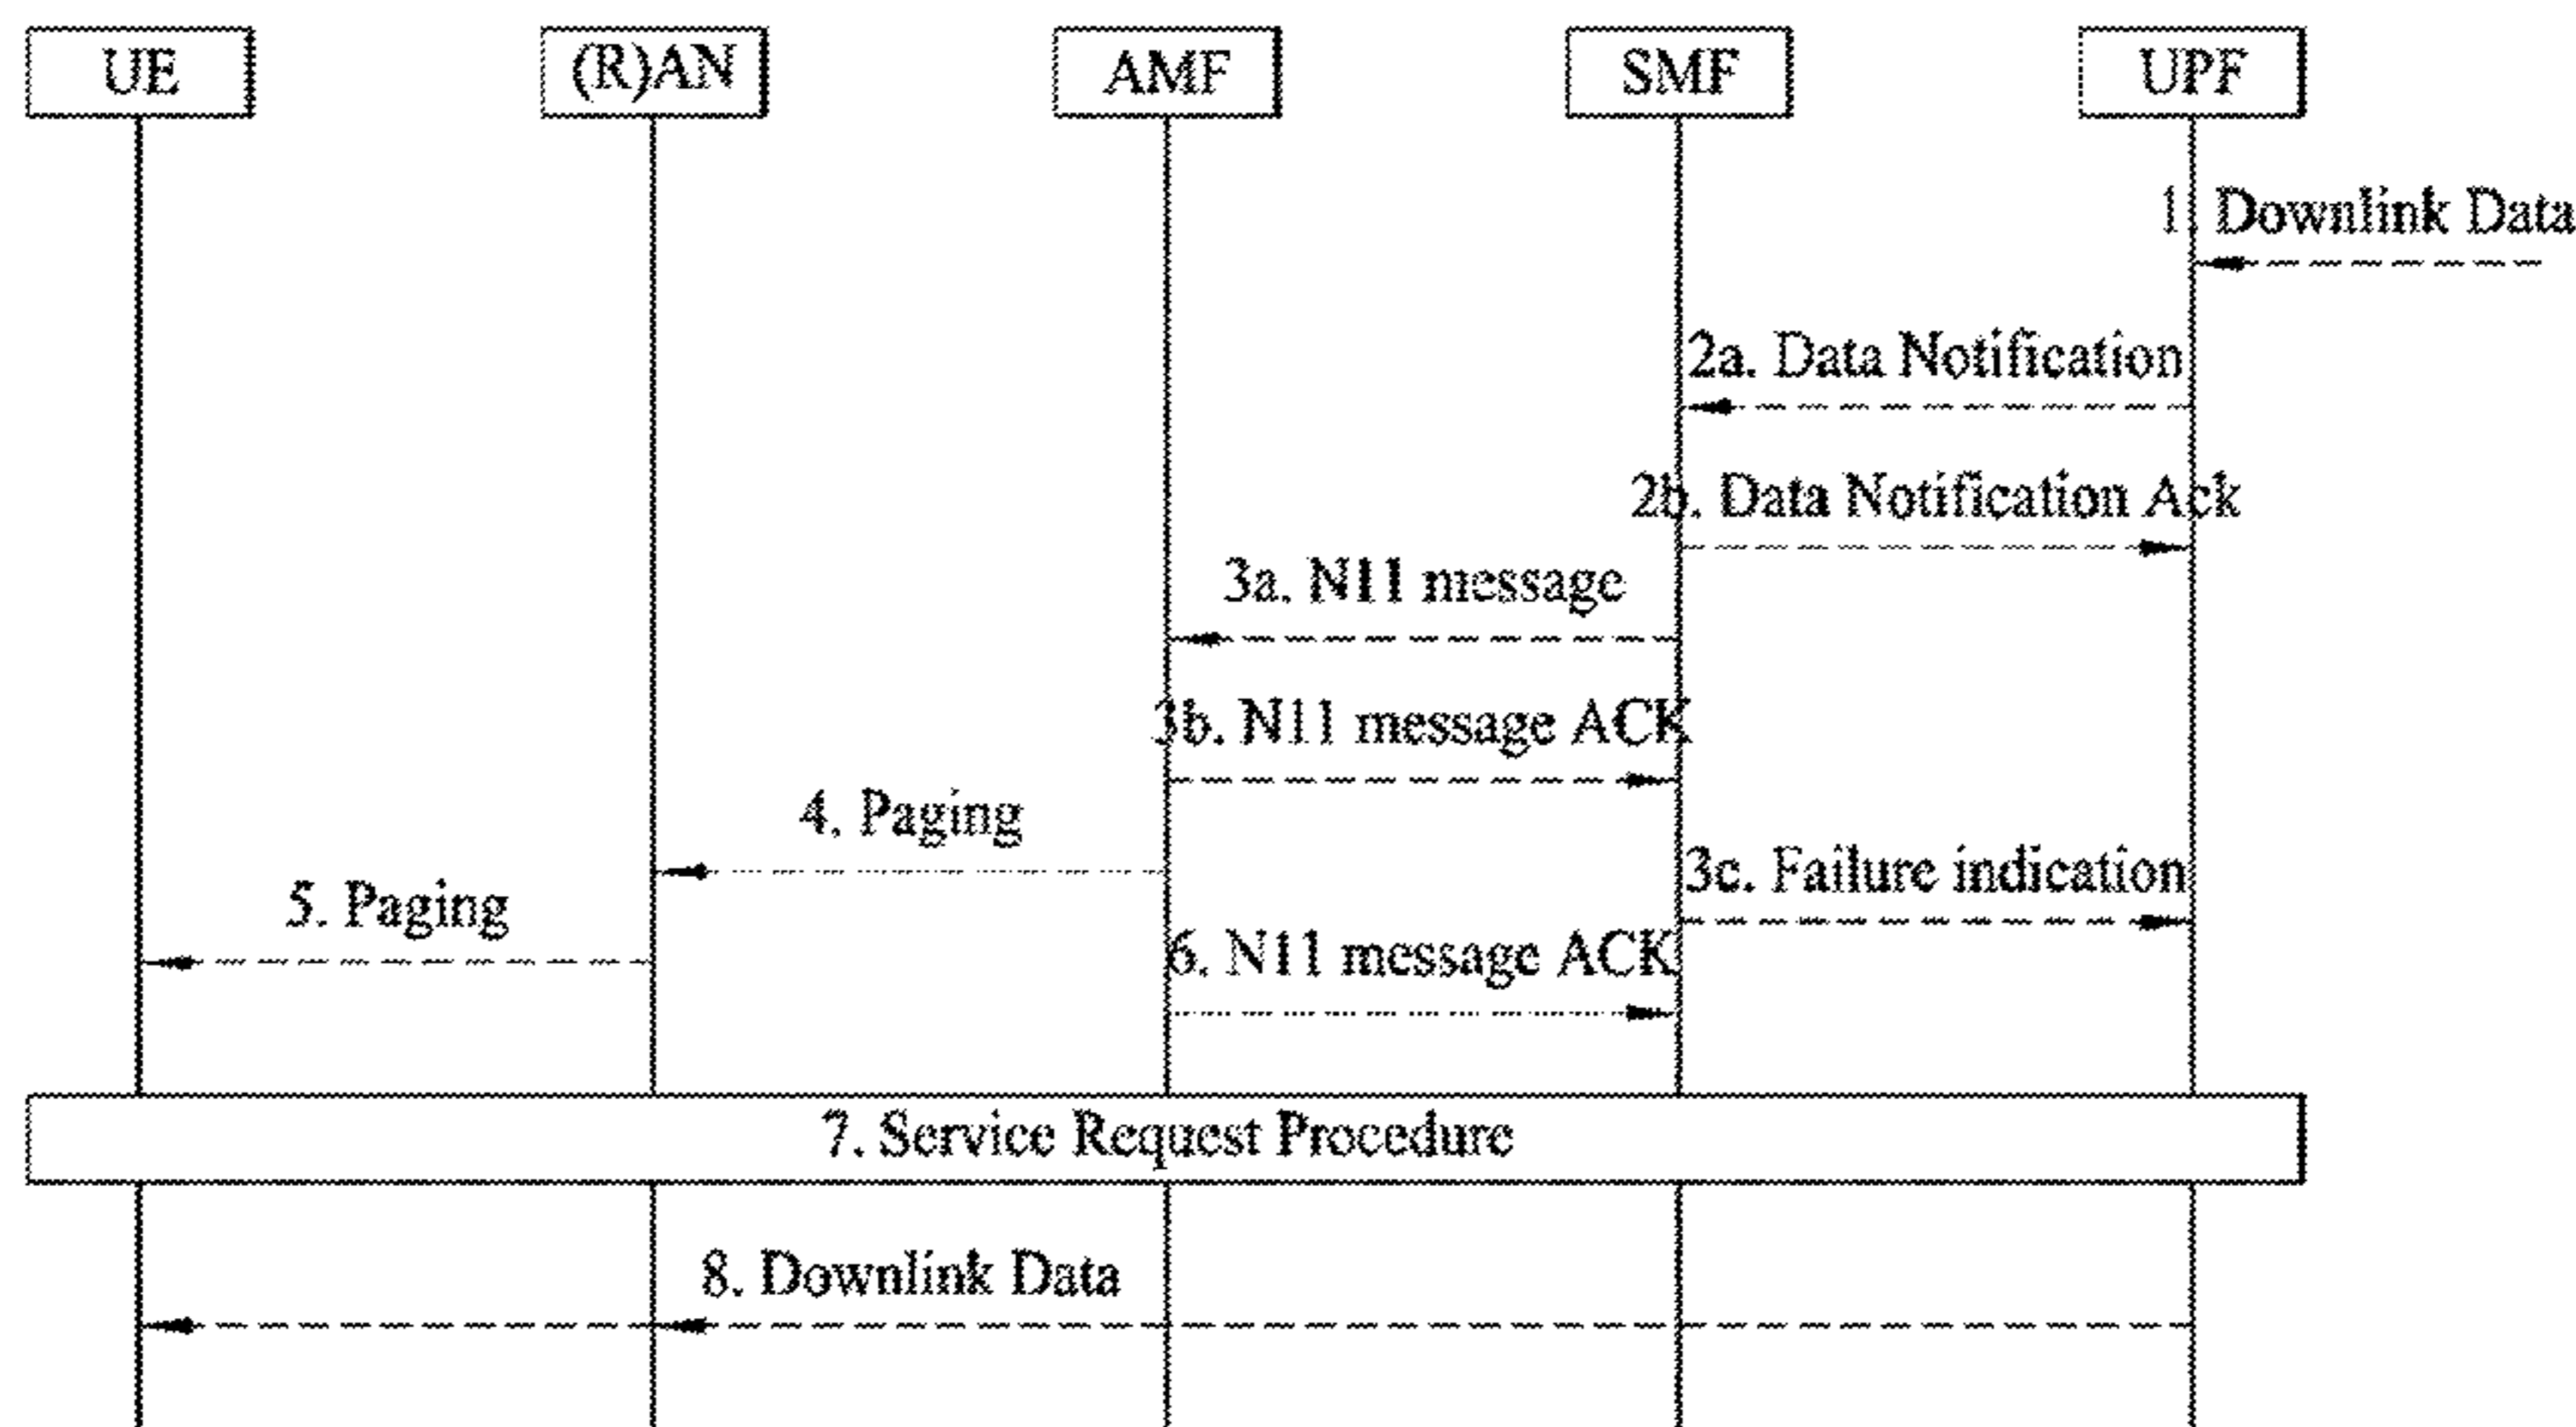 UE
(R)AN
AMF
SMF
UPF
1. Downlink Data
2a. Data Notification
2b. Data Notification Ack
3a. N11 message
3b. N11 message ACK
4. Paging
3c. Failure indication
5. Paging
6. N11 message ACK
7. Service Request Procedure
8. Downlink Data